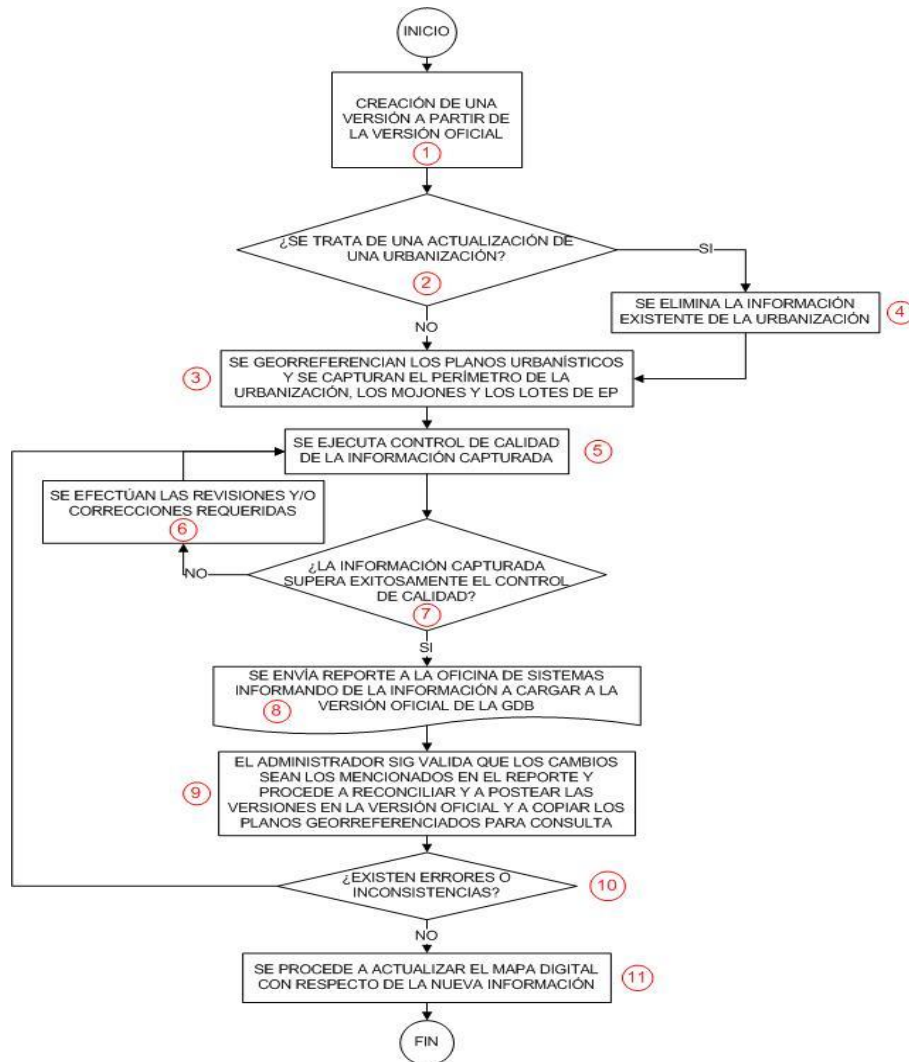 INICIO
CREACIÓN DE UNA
VERSIÓN A PARTIR DE
LA VERSIÓN OFICIAL
1
¿SE TRATA DE UNA ACTUALIZACIÓN DE
UNA URBANIZACIÓN?
2
SI
SE ELIMINA LA INFORMACIÓN
EXISTENTE DE LA URBANIZACIÓN
4
NO
SE GEORREFERENCIAN LOS PLANOS URBANÍSTICOS
Y SE CAPTURAN EL PERÍMETRO DE LA
URBANIZACIÓN, LOS MOJONES Y LOS LOTES DE EP
3
SE EJECUTA CONTROL DE CALIDAD
DE LA INFORMACIÓN CAPTURADA
5
SE EFECTÚAN LAS REVISIONES Y/O
CORRECCIONES REQUERIDAS
6
NO
¿LA INFORMACIÓN CAPTURADA
SUPERA EXITOSAMENTE EL CONTROL
DE CALIDAD?
7
SI
SE ENVÍA REPORTE A LA OFICINA DE SISTEMAS
INFORMANDO DE LA INFORMACIÓN A CARGAR A LA
VERSIÓN OFICIAL DE LA GDB
8
EL ADMINISTRADOR SIG VALIDA QUE LOS CAMBIOS
SEAN LOS MENCIONADOS EN EL REPORTE Y
PROCEDE A RECONCILIAR Y A POSTEAR LAS
VERSIONES EN LA VERSIÓN OFICIAL Y A COPIAR LOS
PLANOS GEORREFERENCIADOS PARA CONSULTA
9
¿EXISTEN ERRORES O
INCONSISTENCIAS?
10
NO
SE PROCEDE A ACTUALIZAR EL MAPA DIGITAL
CON RESPECTO DE LA NUEVA INFORMACIÓN
11
FIN